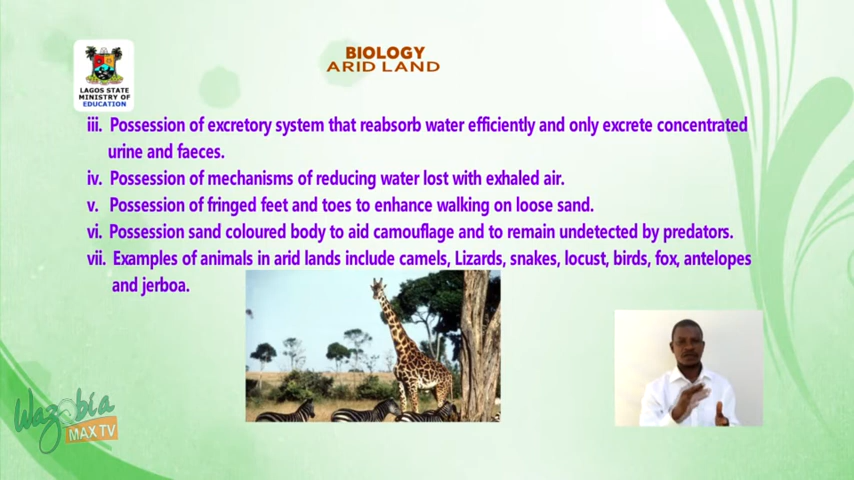 BIOLOGY
ARID LAND
LAGOS STATE
MINISTRY OF
EDUCATION
iii. Possession of excretory system that reabsorb water efficiently and only excrete concentrated
urine and faeces.
iv. Possession of mechanisms of reducing water lost with exhaled air.
v. Possession of fringed feet and toes to enhance walking on loose sand.
vi. Possession sand coloured body to aid camouflage and to remain undetected by predators.
vii. Examples of animals in arid lands include camels, Lizards, snakes, locust, birds, fox, antelopes
and jerboa.
Wazobia
MAX TV